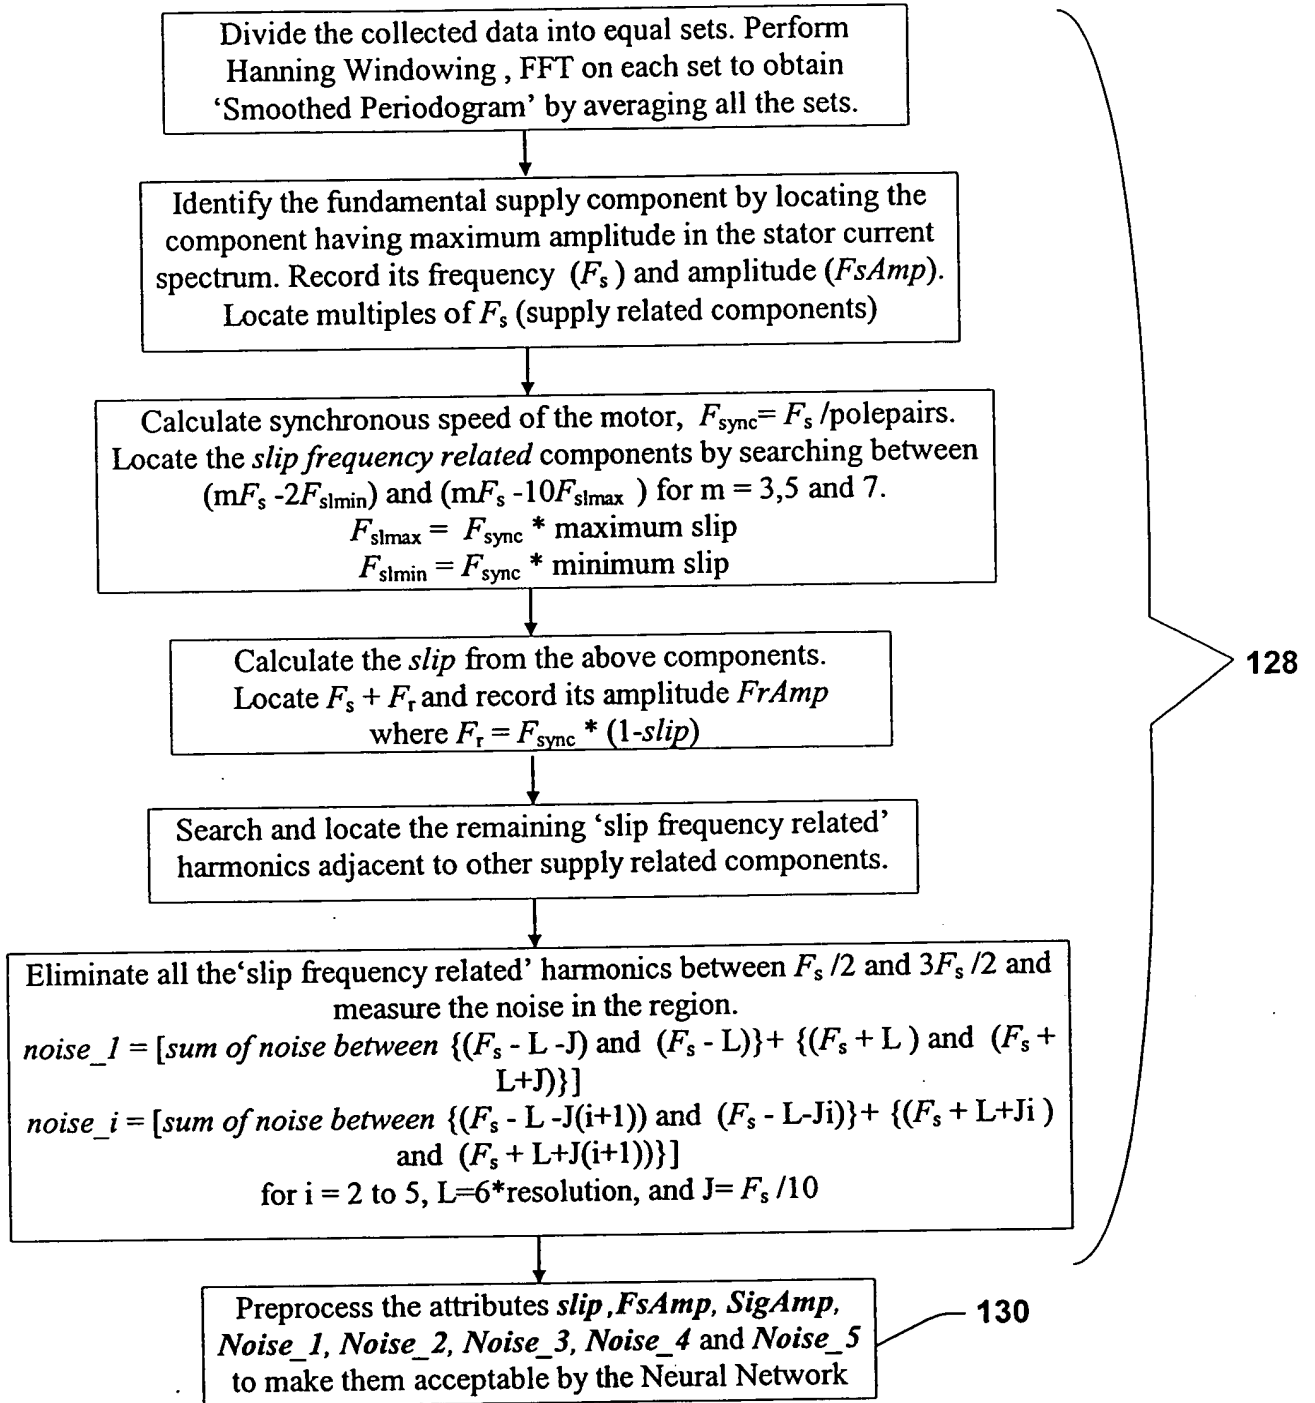 Divide the collected data into equal sets. Perform
Hanning Windowing , FFT on each set to obtain
‘Smoothed Periodogram’ by averaging all the sets.
Identify the fundamental supply component by locating the
component having maximum amplitude in the stator current
spectrum. Record its frequency (Fs ) and amplitude (FsAmp).
Locate multiples of Fs (supply related components)
Calculate synchronous speed of the motor, Fsync= Fs /polepairs.
Locate the slip frequency related components by searching between
(mFs -2Fslmin) and (mFs -10Fslmax ) for m = 3,5 and 7.
Fslmax = Fsync * maximum slip
Fslmin = Fsync * minimum slip
Calculate the slip from the above components.
Locate Fs + Fr and record its amplitude FrAmp
where Fr = Fsync * (1-slip)
128
Search and locate the remaining ‘slip frequency related’
harmonics adjacent to other supply related components.
Eliminate all the‘slip frequency related’ harmonics between Fs /2 and 3Fs /2 and
measure the noise in the region.
noise_1 = [sum of noise between {(Fs - L -J) and (Fs - L)}+ {(Fs + L ) and (Fs +
L+J)}]
noise_i = [sum of noise between {(Fs - L -J(i+1)) and (Fs - L-Ji)}+ {(Fs + L+Ji )
and (Fs + L+J(i+1))}]
for i = 2 to 5, L=6*resolution, and J= Fs /10
Preprocess the attributes slip ,FsAmp, SigAmp,
Noise_1, Noise_2, Noise_3, Noise_4 and Noise_5
to make them acceptable by the Neural Network
130